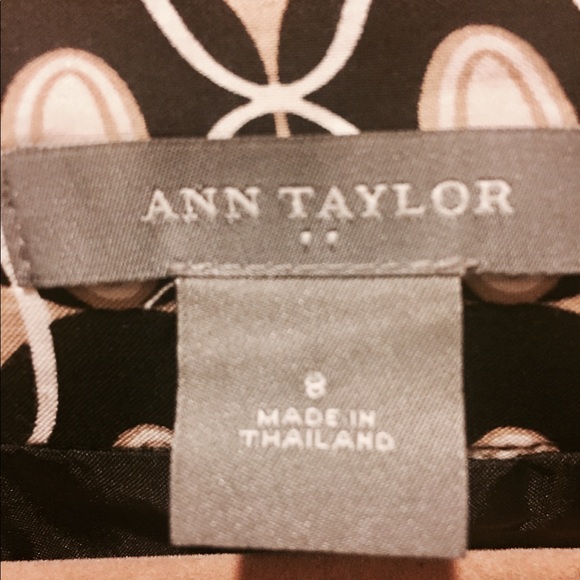 ANN TAYLOR
8
MADE IN
THAILAND